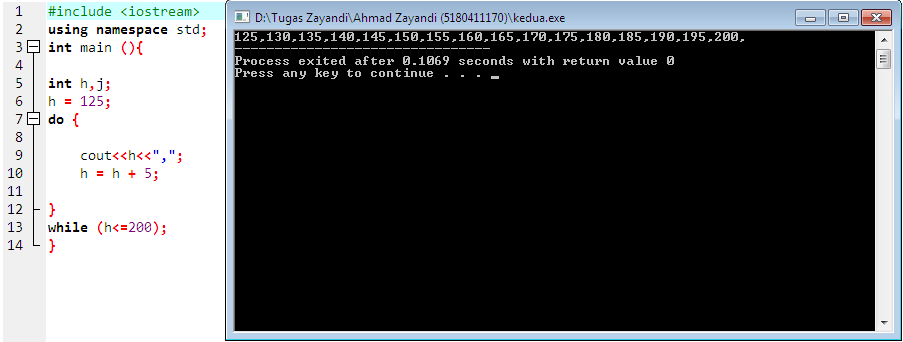 1 #include <iostream>
2 using namespace std;
3 int main (){
4
5 int h,j;
6 h = 125;
7 do {
8
9 cout<<h<<",";
10 h = h + 5;
11
12 }
13 while (h<=200);
14 }
D:\Tugas Zayandi\Ahmad Zayandi (5180411170)\kedua.exe
125,130,135,140,145,150,155,160,165,170,175,180,185,190,195,200,
--------------------------------
Process exited after 0.1069 seconds with return value 0
Press any key to continue . . . _